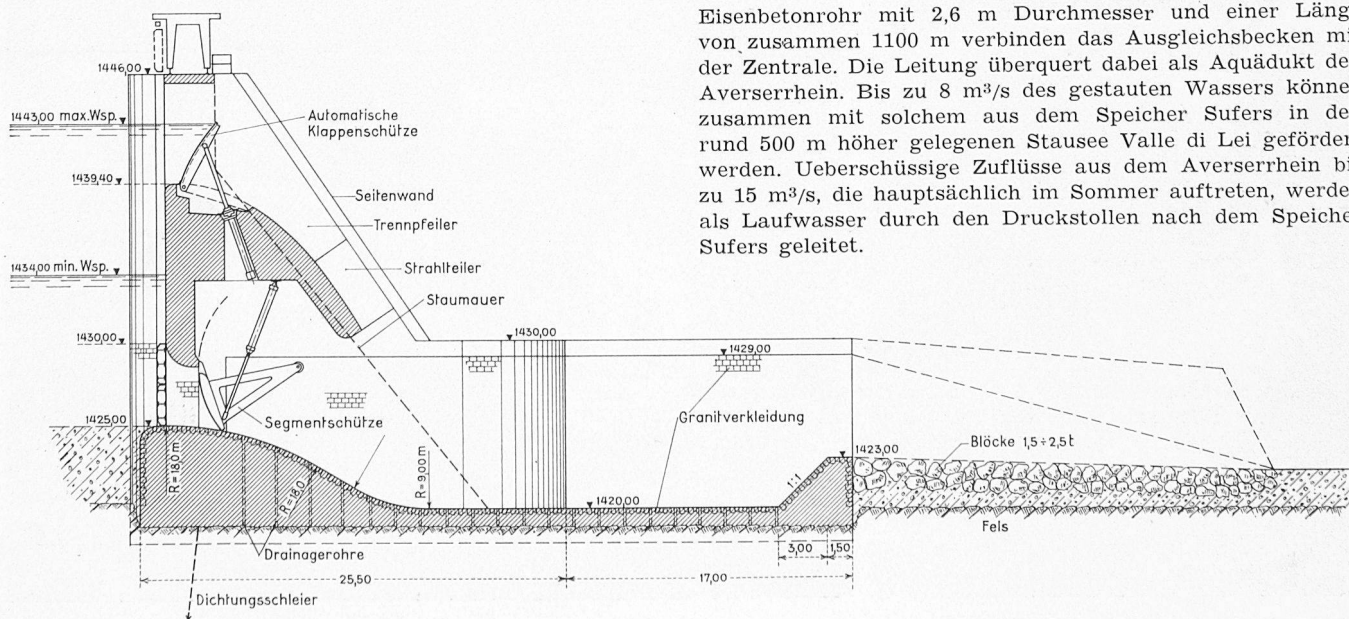 Eisenbetonrohr mit 2,6 m Durchmesser und einer Läng
von zusammen 1100 m verbinden das Ausgleichsbecken mi
der Zentrale. Die Leitung überquert dabei als Aquädukt de
Averserrhein. Bis zu 8 m³/s des gestauten Wassers könne
zusammen mit solchem aus dem Speicher Sufers in de
rund 500 m höher gelegenen Stausee Valle di Lei geförder
werden. Ueberschüssige Zuflüsse aus dem Averserrhein bi
zu 15 m³/s, die hauptsächlich im Sommer auftreten, werde
als Laufwasser durch den Druckstollen nach dem Speiche
Sufers geleitet.
1446,00
1443,00 max.Wsp.
Automatische
Klappenschütze
1439,40
Seitenwand
Trennpfeiler
Strahlteiler
1434,00 min. Wsp.
Staumauer
1430,00
1430,00
1429,00
Segmentschütze
Granitverkleidung
1425,00
R=18,0m
R=18,0
R=9,00m
1420,00
1:1
1423,00
Blöcke 1,5÷2,5t
Fels
Drainagerohre
3,00
1,50
25,50
17,00
Dichtungsschleier